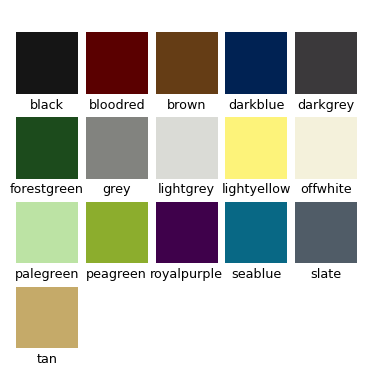 black bloodred brown darkblue darkgrey
forestgreen grey lightgrey lightyellow offwhite
palegreen peagreen royalpurple seablue slate
tan